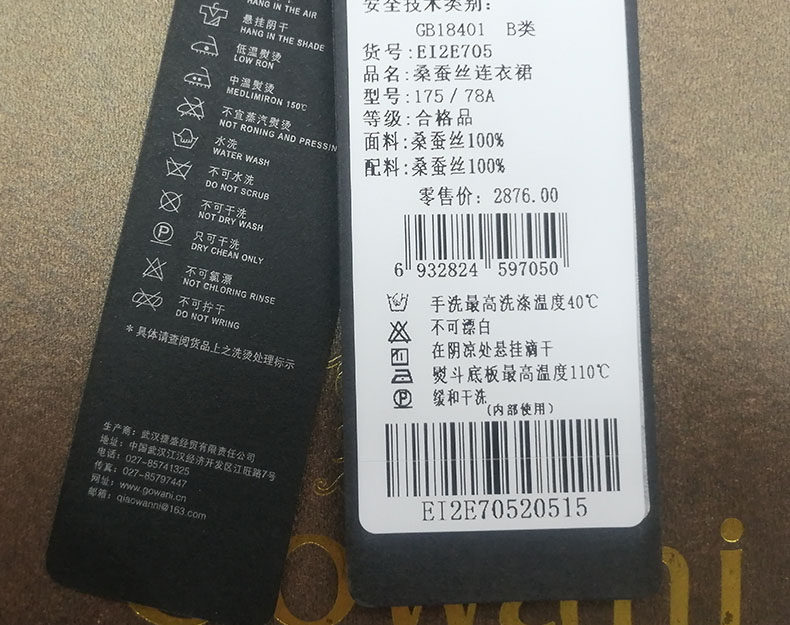 HANG IN THE AIR
悬挂阴干
HANG IN THE SHADE
低温熨烫
LOW RON
中温熨烫
MEDLIMIRON 150℃
不宜蒸汽熨烫
NOT RONING AND PRESSIN
水洗
WATER WASH
不可水洗
DO NOT SCRUB
不可干洗
NOT DRY WASH
只可干洗
DRY CHEAN ONLY
不可氯漂
NOT CHLORING RINSE
不可拧干
DO NOT WRING
*具体请查阅货品上之洗烫处理标示
生产商:武汉捷盛经贸有限责任公司
地址:中国武汉江汉经济开发区江旺路7号
电话:027-85741325
传真:027-85797447
网址:www.gowani.cn
邮箱:qiaowanni@163.com
安全技术类别:
GB18401 B类
货号:EI2E705
品名:桑蚕丝连衣裙
型号:175/78A
等级:合格品
面料:桑蚕丝100%
配料:桑蚕丝100%
零售价: 2876.00
6 932824 597050
手洗最高洗涤温度40℃
不可漂白
在阴凉处悬挂滴干
熨斗底板最高温度110℃
缓和干洗
(内部使用)
EI2E70520515
Gowani